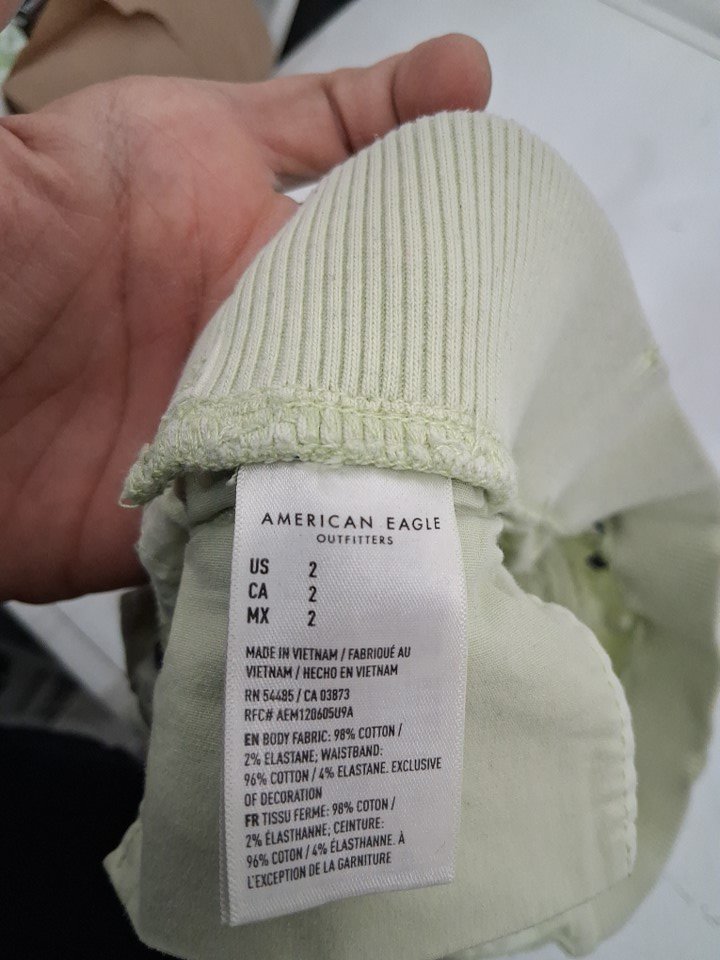 AMERICAN EAGLE
OUTFITTERS
US 2
CA 2
MX 2
MADE IN VIETNAM / FABRIQUÉ AU
VIETNAM / HECHO EN VIETNAM
RN 54485 / CA 03873
RFC# AEM120605U9A
EN BODY FABRIC: 98% COTTON /
2% ELASTANE; WAISTBAND:
96% COTTON / 4% ELASTANE. EXCLUSIVE
OF DECORATION
FR TISSU FERME: 98% COTON /
2% ÉLASTHANNE; CEINTURE:
96% COTON / 4% ÉLASTHANNE. À
L'EXCEPTION DE LA GARNITURE